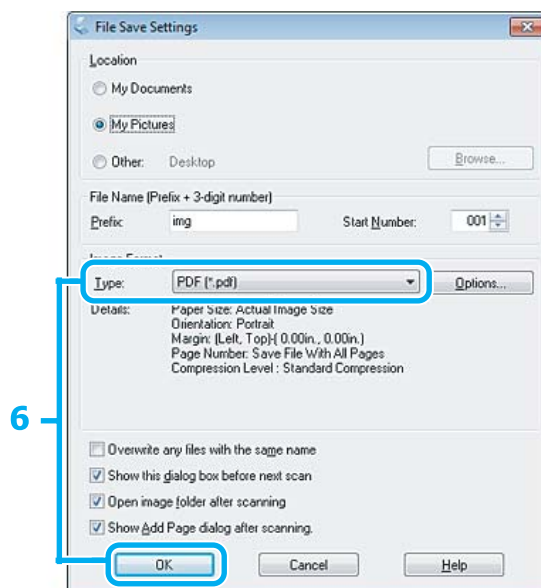 File Save Settings
Location
My Documents
My Pictures
Other: Desktop Browse...
File Name (Prefix + 3-digit number)
Prefix: img Start Number: 001
Image Format
Type: PDF (*.pdf) Options...
Details: Paper Size: Actual Image Size
Orientation: Portrait
Margin: (Left, Top)-( 0.00in., 0.00in.)
Page Number: Save File With All Pages
Compression Level : Standard Compression
6
Overwrite any files with the same name
Show this dialog box before next scan
Open image folder after scanning
Show Add Page dialog after scanning.
OK Cancel Help